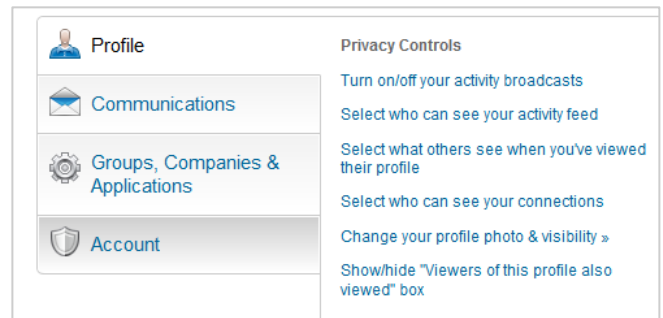 Profile
Communications
Groups, Companies &
Applications
Account
Privacy Controls
Turn on/off your activity broadcasts
Select who can see your activity feed
Select what others see when you've viewed
their profile
Select who can see your connections
Change your profile photo & visibility »
Show/hide "Viewers of this profile also
viewed" box